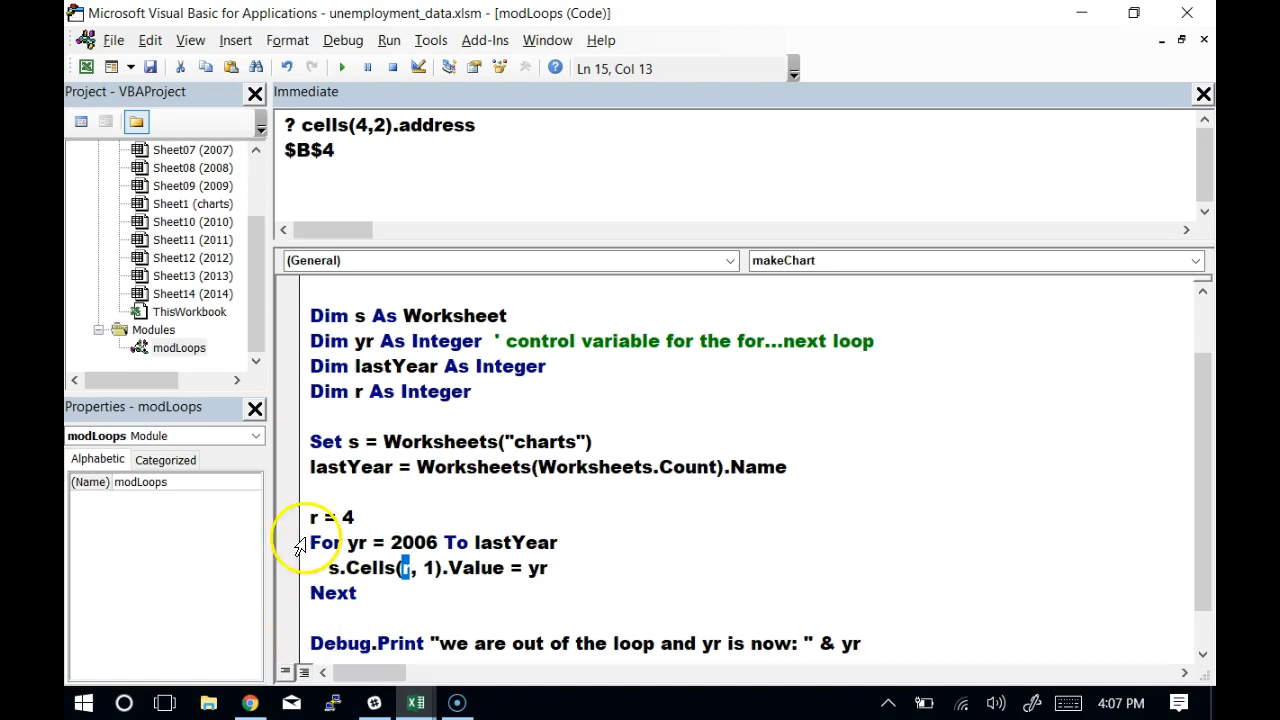 Microsoft Visual Basic for Applications - unemployment_data.xlsm - [modLoops (Code)]
File Edit View Insert Format Debug Run Tools Add-Ins Window Help
Ln 15, Col 13
Project - VBAProject
Sheet07 (2007)
Sheet08 (2008)
Sheet09 (2009)
Sheet1 (charts)
Sheet10 (2010)
Sheet11 (2011)
Sheet12 (2012)
Sheet13 (2013)
Sheet14 (2014)
ThisWorkbook
Modules
modLoops
Properties - modLoops
modLoops Module
Alphabetic Categorized
(Name) modLoops
Immediate
? cells(4,2).address
$B$4
(General) makeChart
Dim s As Worksheet
Dim yr As Integer ' control variable for the for...next loop
Dim lastYear As Integer
Dim r As Integer
Set s = Worksheets("charts")
lastYear = Worksheets(Worksheets.Count).Name
r = 4
For yr = 2006 To lastYear
s.Cells(r, 1).Value = yr
Next
Debug.Print "we are out of the loop and yr is now: " & yr
4:07 PM